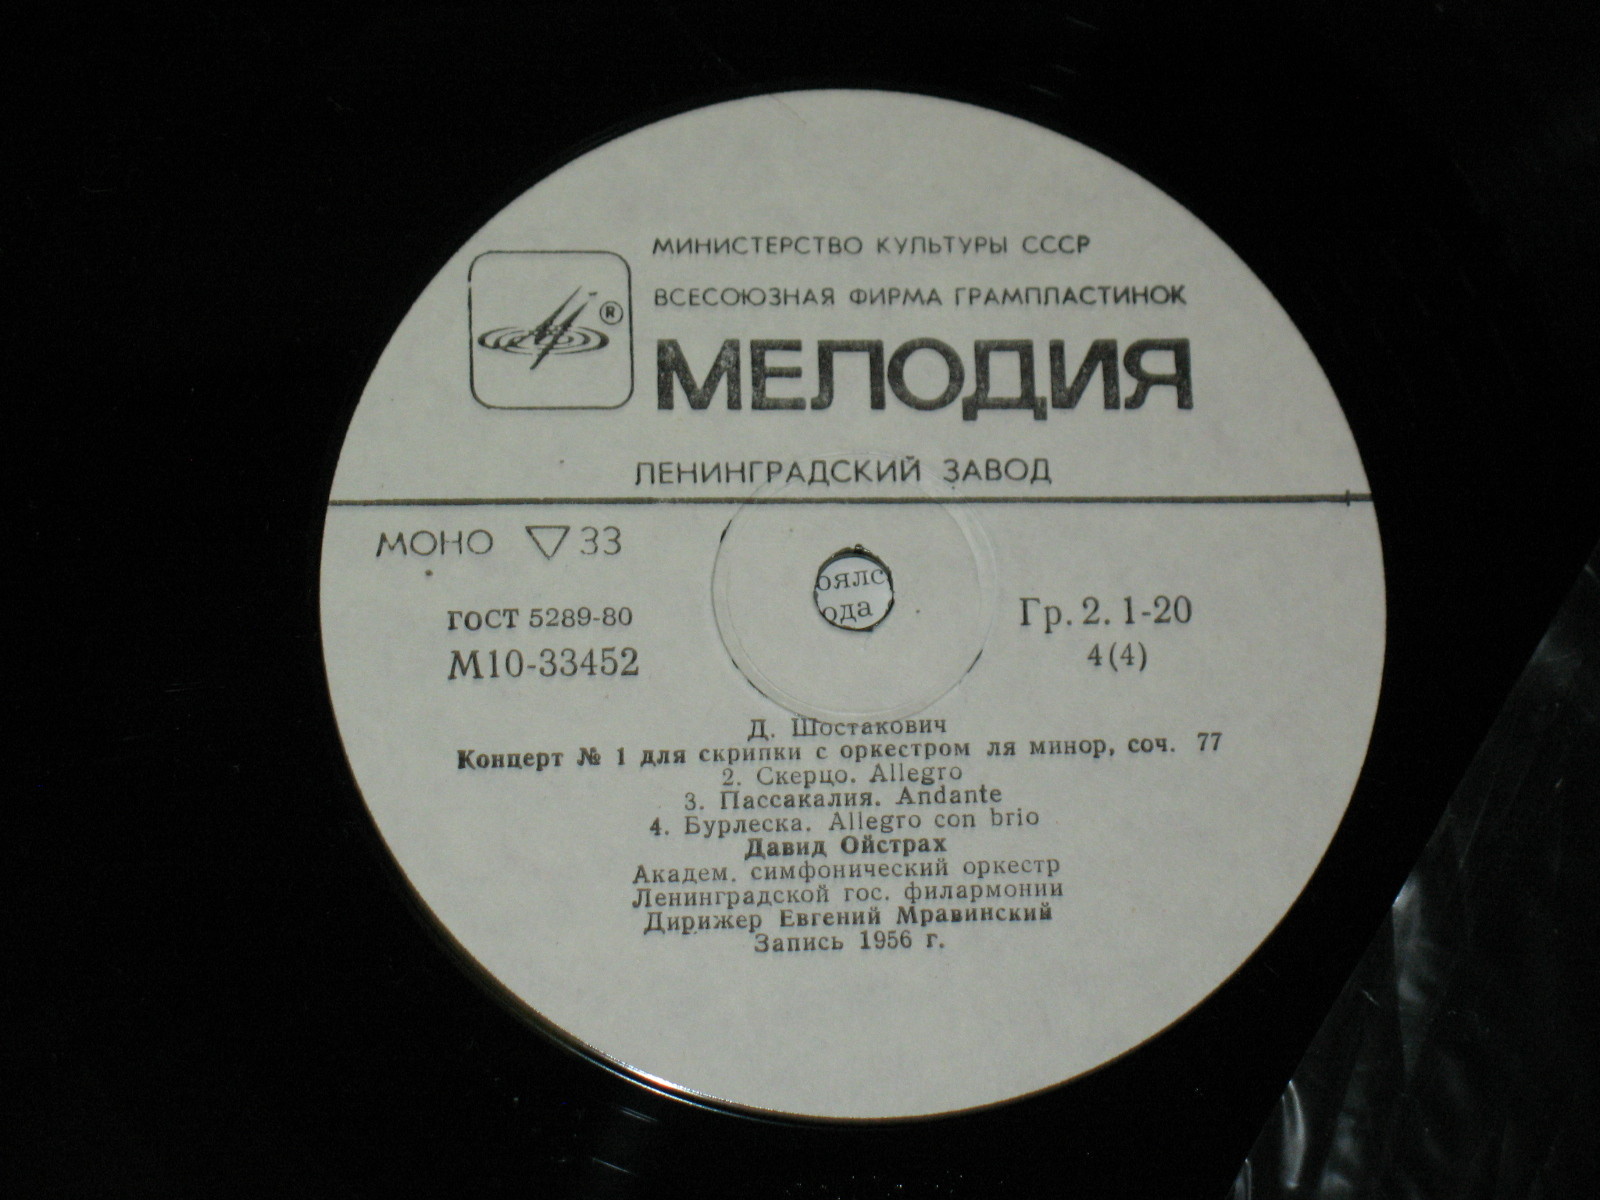 МИНИСТЕРСТВО КУЛЬТУРЫ СССР
ВСЕСОЮЗНАЯ ФИРМА ГРАМПЛАСТИНОК
®
МЕЛОДИЯ
ЛЕНИНГРАДСКИЙ ЗАВОД
МОНО ▽ 33
ГОСТ 5289-80
М10-33452
оялс
ода
Гр. 2. 1-20
4(4)
Д. Шостакович
Концерт № 1 для скрипки с оркестром ля минор, соч. 77
2. Скерцо. Allegro
3. Пассакалия. Andante
4. Бурлеска. Allegro con brio
Давид Ойстрах
Академ. симфонический оркестр
Ленинградской гос. филармонии
Дирижер Евгений Мравинский
Запись 1956 г.